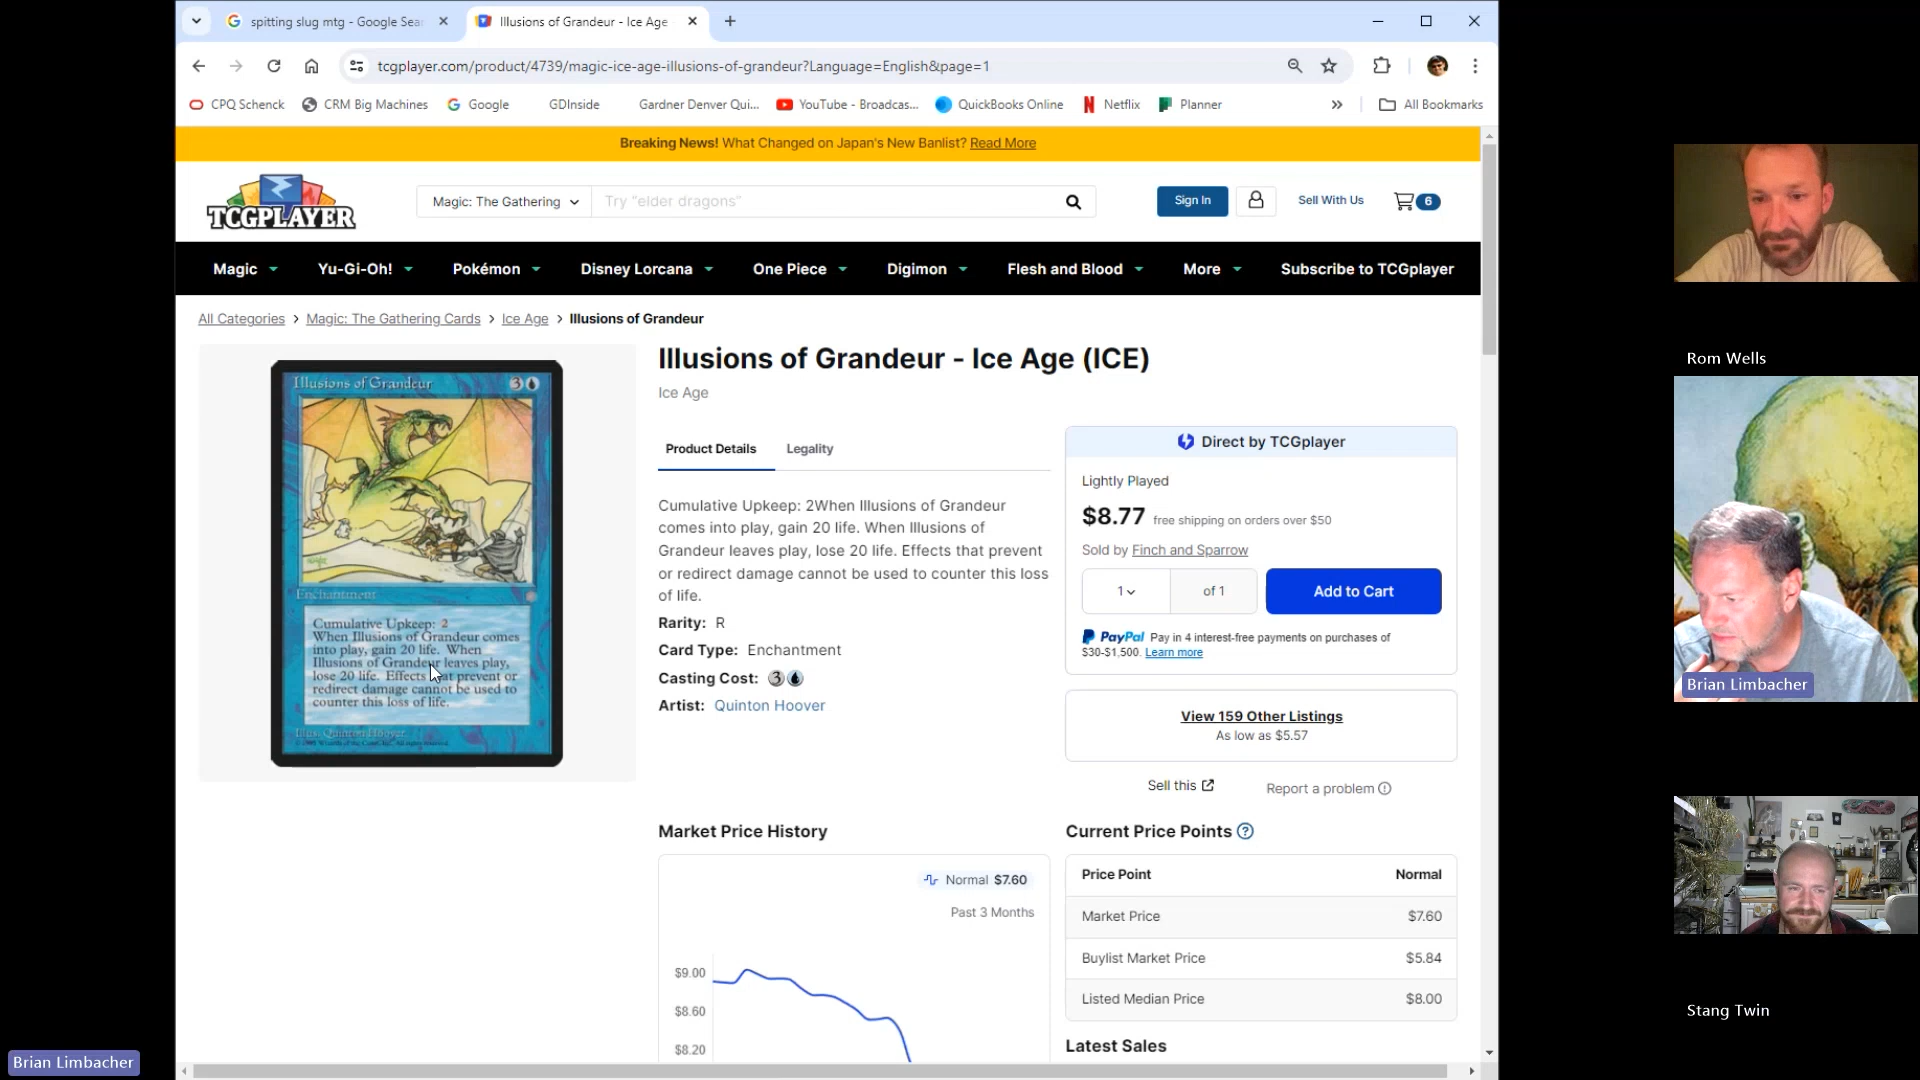 spitting slug mtg - Google Sear
Illusions of Grandeur - Ice Age
tcgplayer.com/product/4739/magic-ice-age-illusions-of-grandeur?Language=English&page=1
CPQ Schenck
CRM Big Machines
Google
GDInside
Gardner Denver Qui...
YouTube - Broadcas...
QuickBooks Online
Netflix
Planner
All Bookmarks
Breaking News! What Changed on Japan's New Banlist? Read More
TCGPLAYER
Magic: The Gathering
Try "elder dragons"
Sign In
Sell With Us
6
Magic
Yu-Gi-Oh!
Pokémon
Disney Lorcana
One Piece
Digimon
Flesh and Blood
More
Subscribe to TCGplayer
All Categories > Magic: The Gathering Cards > Ice Age > Illusions of Grandeur
Illusions of Grandeur
3
Enchantment
Cumulative Upkeep: 2
When Illusions of Grandeur comes
into play, gain 20 life. When
Illusions of Grandeur leaves play,
lose 20 life. Effects that prevent or
redirect damage cannot be used to
counter this loss of life.
Illus. Quinton Hoover
Illusions of Grandeur - Ice Age (ICE)
Ice Age
Product Details
Legality
Cumulative Upkeep: 2When Illusions of Grandeur
comes into play, gain 20 life. When Illusions of
Grandeur leaves play, lose 20 life. Effects that prevent
or redirect damage cannot be used to counter this loss
of life.
Rarity: R
Card Type: Enchantment
Casting Cost: 3
Artist: Quinton Hoover
Direct by TCGplayer
Lightly Played
$8.77 free shipping on orders over $50
Sold by Finch and Sparrow
1
of 1
Add to Cart
PayPal Pay in 4 interest-free payments on purchases of
$30-$1,500. Learn more
View 159 Other Listings
As low as $5.57
Sell this
Report a problem
Market Price History
Normal $7.60
Past 3 Months
$9.00
$8.60
$8.20
Current Price Points
Price Point
Normal
Market Price
$7.60
Buylist Market Price
$5.84
Listed Median Price
$8.00
Latest Sales
Rom Wells
Brian Limbacher
Stang Twin
Brian Limbacher